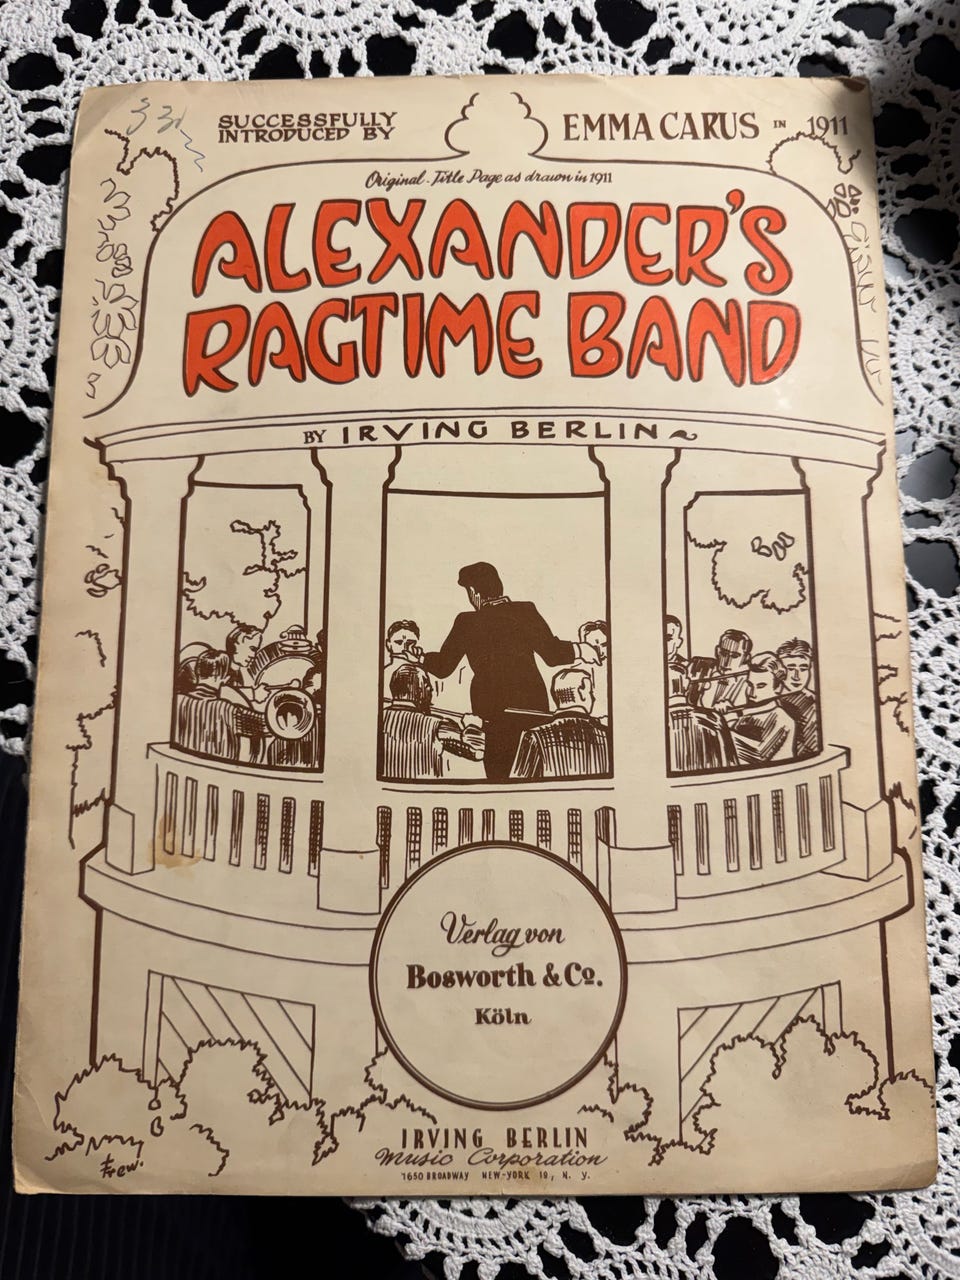 SUCCESSFULLY
INTRODUCED BY
EMMA CARUS IN 1911
Original Title Page as drawn in 1911
ALEXANDER'S
RAGTIME BAND
BY IRVING BERLIN
Verlag von
Bosworth & Co.
Köln
IRVING BERLIN
Music Corporation
1650 BROADWAY NEW-YORK 19, N. Y.
Frew.